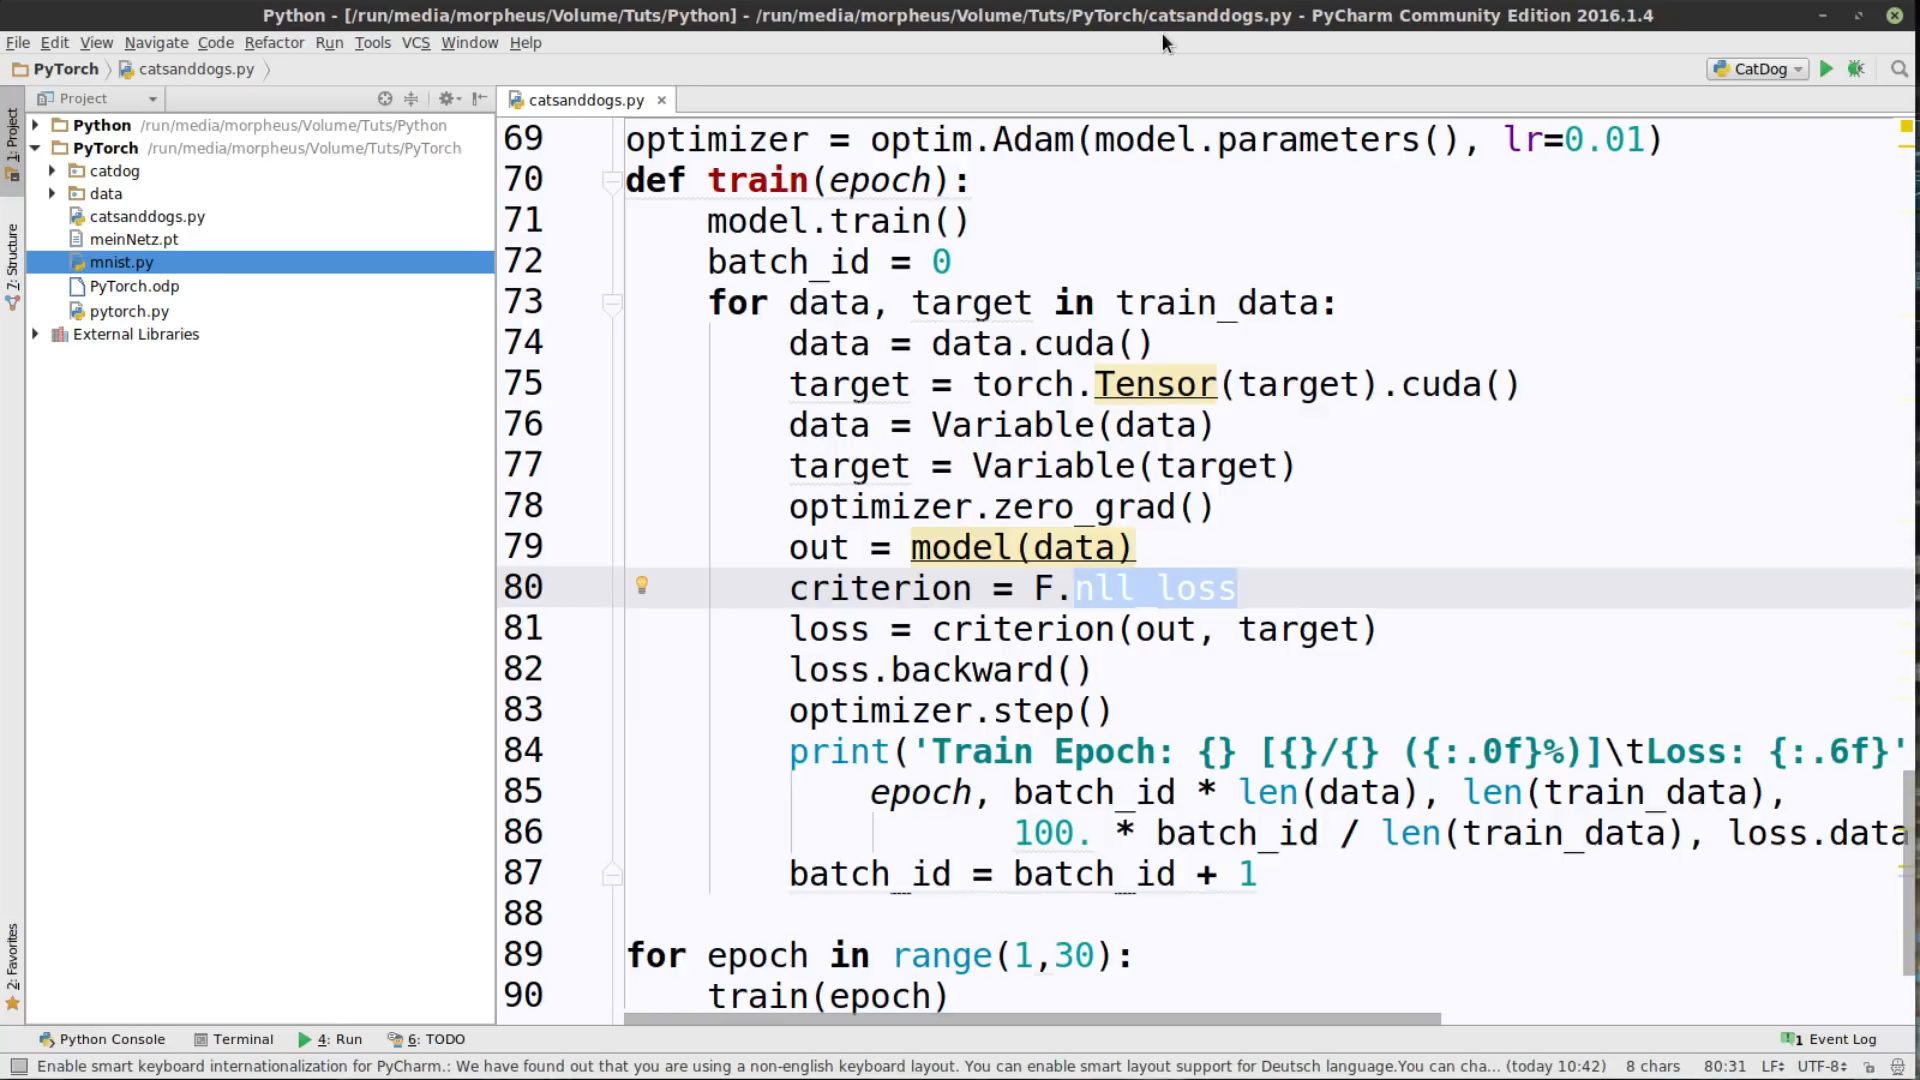 Python - [/run/media/morpheus/Volume/Tuts/Python] - /run/media/morpheus/Volume/Tuts/PyTorch/catsanddogs.py - PyCharm Community Edition 2016.1.4
File Edit View Navigate Code Refactor Run Tools VCS Window Help
PyTorch catsanddogs.py CatDog
Project
catsanddogs.py
1: Project
7: Structure
2: Favorites
Python /run/media/morpheus/Volume/Tuts/Python
PyTorch /run/media/morpheus/Volume/Tuts/PyTorch
catdog
data
catsanddogs.py
meinNetz.pt
mnist.py
PyTorch.odp
pytorch.py
External Libraries
69 optimizer = optim.Adam(model.parameters(), lr=0.01)
70 def train(epoch):
71 model.train()
72 batch_id = 0
73 for data, target in train_data:
74 data = data.cuda()
75 target = torch.Tensor(target).cuda()
76 data = Variable(data)
77 target = Variable(target)
78 optimizer.zero_grad()
79 out = model(data)
80 criterion = F.nll_loss
81 loss = criterion(out, target)
82 loss.backward()
83 optimizer.step()
84 print('Train Epoch: {} [{}/{} ({:.0f}%)]\tLoss: {:.6f}'
85 epoch, batch_id * len(data), len(train_data),
86 100. * batch_id / len(train_data), loss.data
87 batch_id = batch_id + 1
88
89 for epoch in range(1,30):
90 train(epoch)
Python Console Terminal 4: Run 6: TODO 1 Event Log
Enable smart keyboard internationalization for PyCharm.: We have found out that you are using a non-english keyboard layout. You can enable smart layout support for Deutsch language.You can cha... (today 10:42) 8 chars 80:31 LF UTF-8